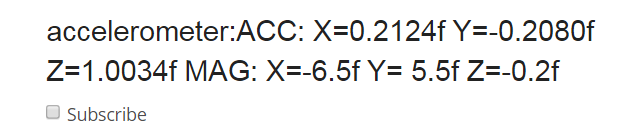 accelerometer:ACC: X=0.2124f Y=-0.2080f
Z=1.0034f MAG: X=-6.5f Y= 5.5f Z=-0.2f
Subscribe